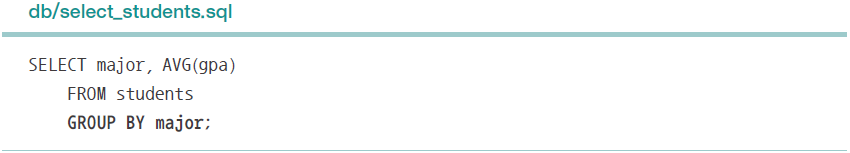 db/select_students.sql
SELECT major, AVG(gpa)
FROM students
GROUP BY major;